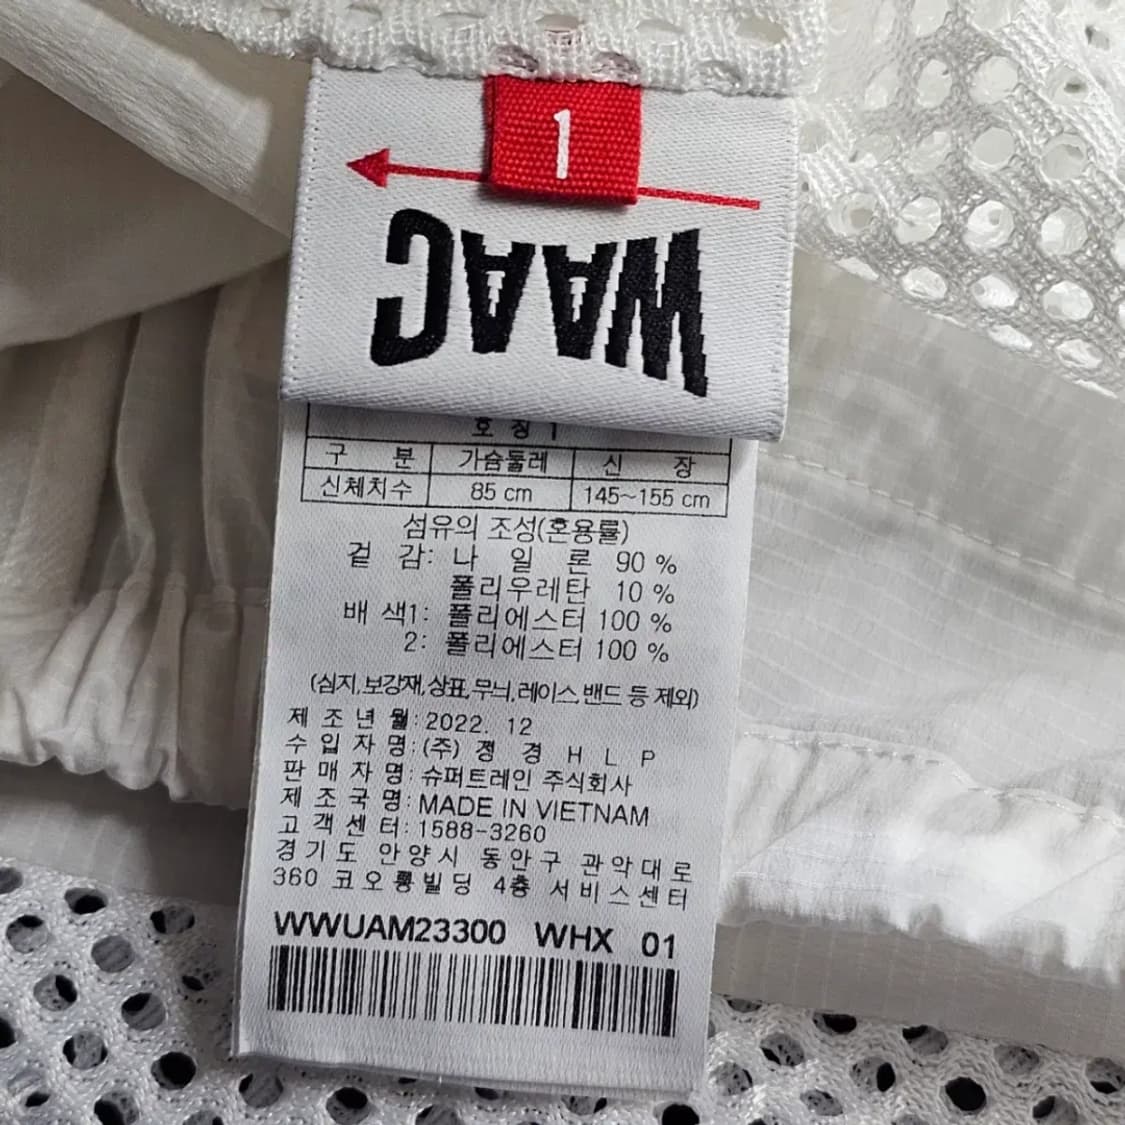 1
WAAC
호 칭 1
구 분 가슴둘레 신 장
신체치수 85 cm 145~155 cm
섬유의 조성(혼용률)
겉 감: 나 일 론 90 %
폴리우레탄 10 %
배 색1: 폴리에스터 100 %
2: 폴리에스터 100 %
(심지,보강재,상표,무늬,레이스,밴드 등 제외)
제 조 년 월: 2022. 12
수 입 자 명: (주) 정 경 H L P
판 매 자 명: 슈퍼트레인 주식회사
제 조 국 명: MADE IN VIETNAM
고 객 센 터: 1588-3260
경 기 도 안 양 시 동 안 구 관 악 대 로
360 코 오 롱 빌 딩 4 층 서 비 스 센 터
WWUAM23300 WHX 01